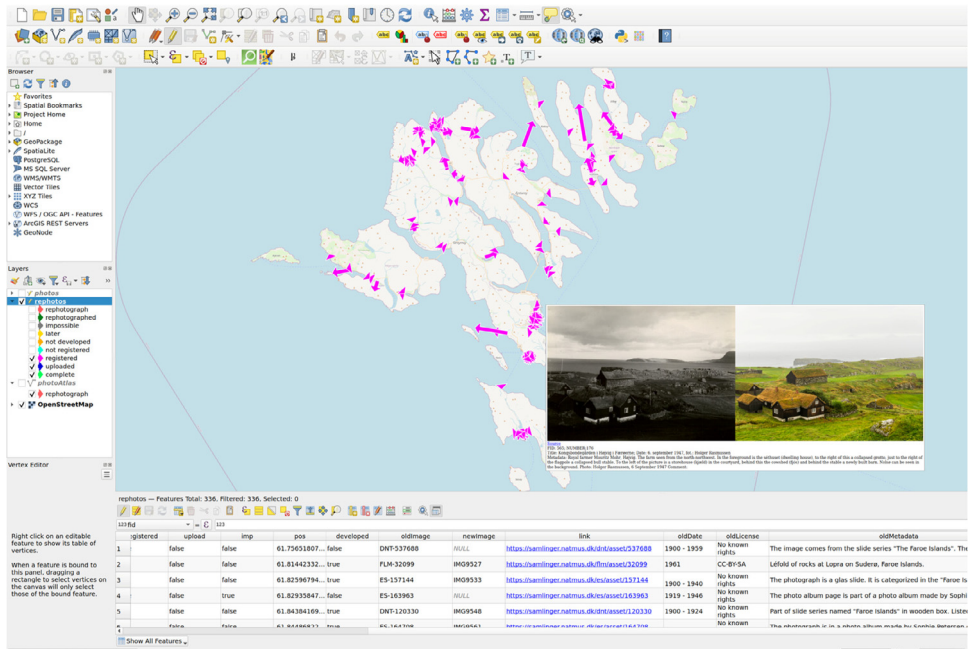 Browser
Favorites
Spatial Bookmarks
Project Home
Home
/
GeoPackage
SpatiaLite
PostgreSQL
MS SQL Server
WMS/WMTS
Vector Tiles
XYZ Tiles
WCS
WFS / OGC API - Features
ArcGIS REST Servers
GeoNode
Layers
photos
rephotos
rephotograph
rephotographed
impossible
later
not developed
not registered
registered
uploaded
complete
photoAtlas
rephotograph
OpenStreetMap
Vertex Editor
Right click on an editable
feature to show its table of
vertices.
When a feature is bound to
this panel, dragging a
rectangle to select vertices on
the canvas will only select
those of the bound feature.
rephotos — Features Total: 336, Filtered: 336, Selected: 0
123 fid = ε 123
upload imp pos developed oldImage newimage link oldDate oldLicense oldMetadata
1 false false 61.75651807... false DNT-537688 NULL https://samlinger.natmus.dk/dnt/asset/537688 1900 - 1959 No known rights The image comes from the slide series "The Faroe Islands". The
2 false false 61.81442332... true FLM-32099 IMG9527 https://samlinger.natmus.dk/flm/asset/32099 1961 CC-BY-SA Léfold of rocks at Lopra on Suderø, Faroe Islands.
3 false false 61.82596794... true ES-157144 IMG9533 https://samlinger.natmus.dk/es/asset/157144 1900 - 1940 No known rights The photograph is a glass slide. It is categorized in the "Faroe Is
4 false true 61.82935847... false ES-163963 NULL https://samlinger.natmus.dk/es/asset/163963 1919 - 1946 No known rights The photo album page is part of a photo album made by Sophi
5 false false 61.84384169... true DNT-120330 IMG9548 https://samlinger.natmus.dk/dnt/asset/120330 1900 - 1924 No known rights Part of slide series named "Faroe Islands" in wooden box. Liste
Show All Features